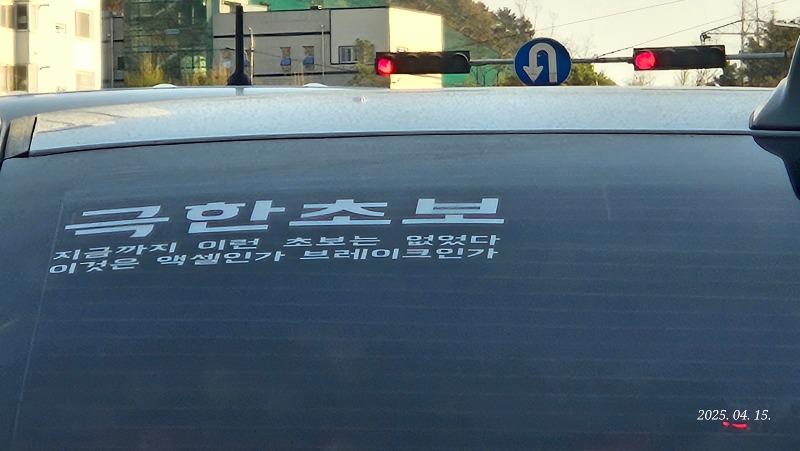 극한초보
지금까지 이런 초보는 없었다
이것은 액셀인가 브레이크인가
2025. 04. 15.